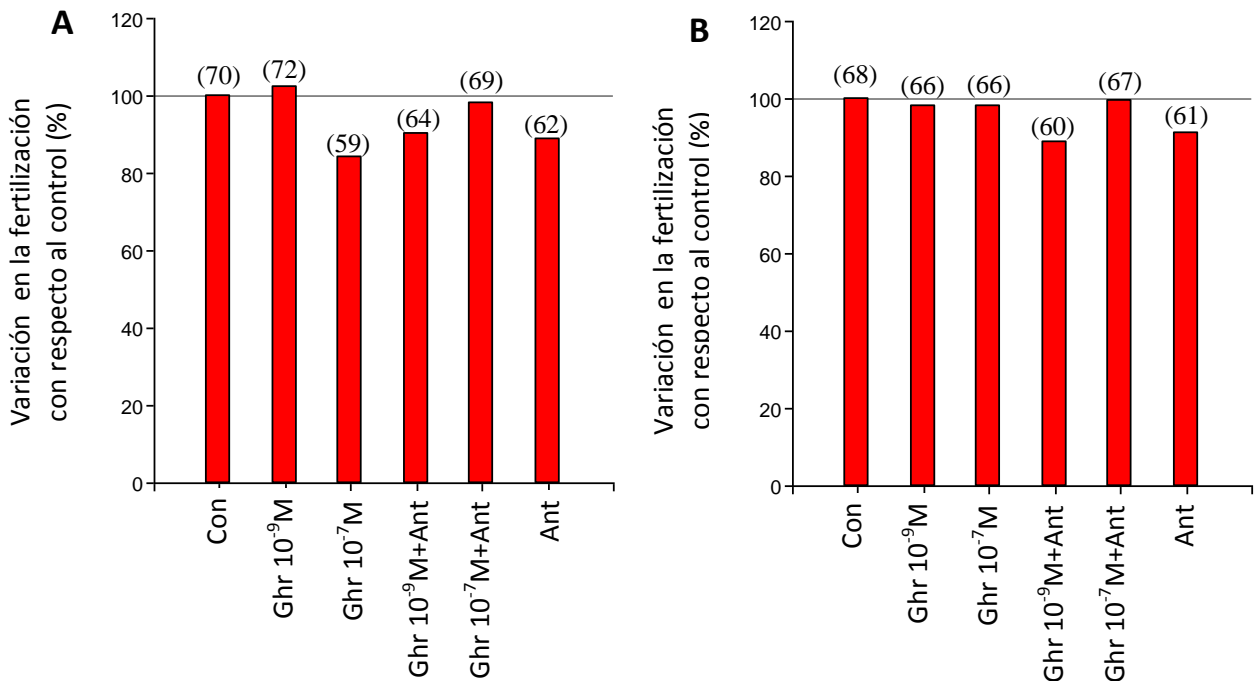 A
120
100
80
60
40
20
0
Variación en la fertilización
con respecto al control (%)
(70)
(72)
(59)
(64)
(69)
(62)
Con
Ghr 10⁻⁹M
Ghr 10⁻⁷M
Ghr 10⁻⁹M+Ant
Ghr 10⁻⁷M+Ant
Ant
B
120
100
80
60
40
20
0
Variación en la fertilización
con respecto al control (%)
(68)
(66)
(66)
(60)
(67)
(61)
Con
Ghr 10⁻⁹M
Ghr 10⁻⁷M
Ghr 10⁻⁹M+Ant
Ghr 10⁻⁷M+Ant
Ant